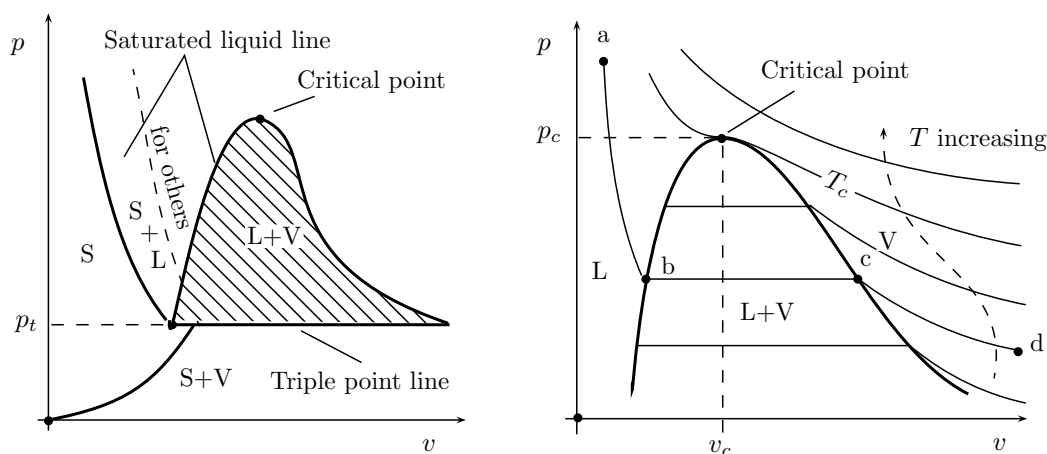 p
Saturated liquid line
Critical point
for others
S
S
+
L
L+V
p_t
S+V
Triple point line
v
p
a
Critical point
p_c
T increasing
T_c
V
L
b
c
L+V
d
v_c
v